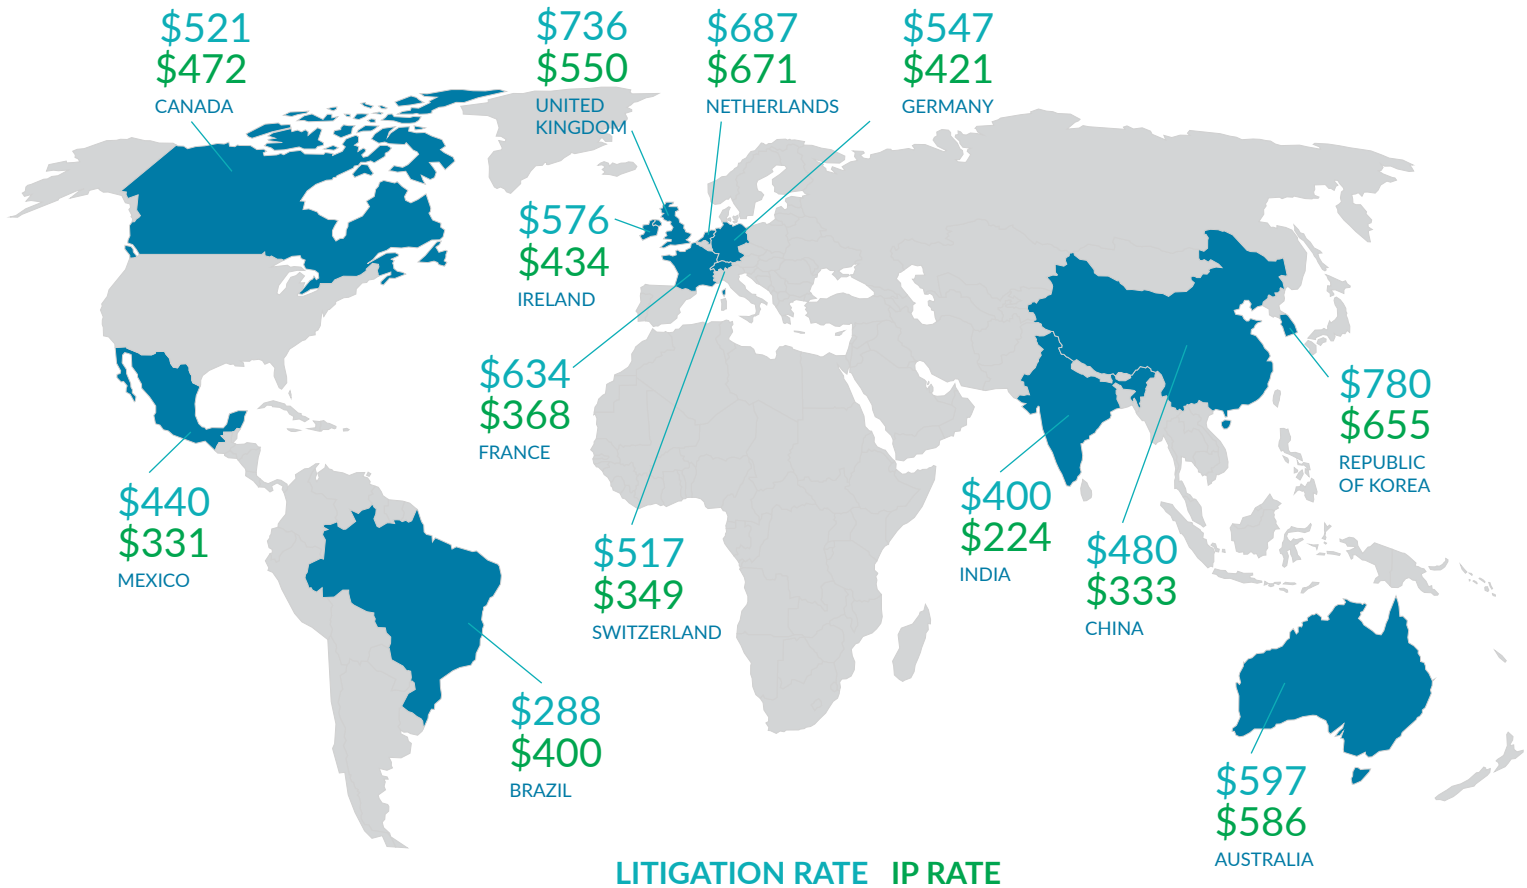 $521
$472
CANADA
$736
$550
UNITED
KINGDOM
$687
$671
NETHERLANDS
$547
$421
GERMANY
$576
$434
IRELAND
$634
$368
FRANCE
$780
$655
REPUBLIC
OF KOREA
$440
$331
MEXICO
$517
$349
SWITZERLAND
$400
$224
INDIA
$480
$333
CHINA
$288
$400
BRAZIL
$597
$586
AUSTRALIA
LITIGATION RATE IP RATE